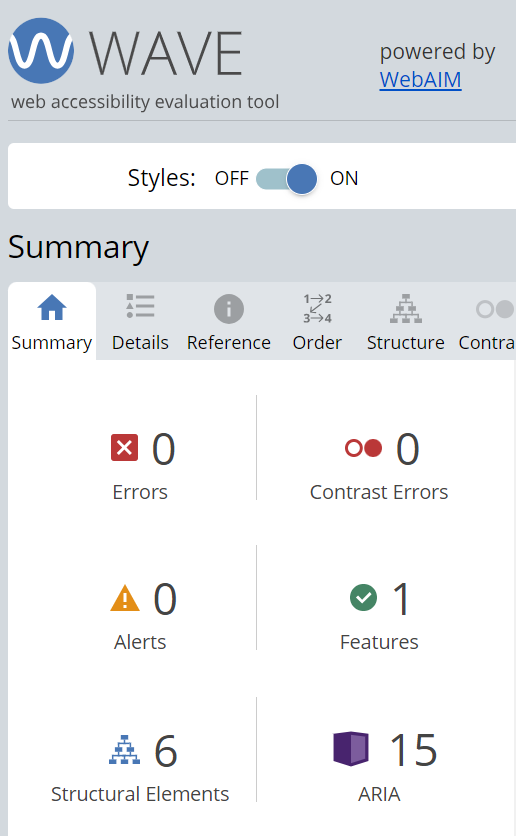 WAVE
powered by
WebAIM
web accessibility evaluation tool
Styles: OFF ON
Summary
1 2
3 4
Summary Details Reference Order Structure Contra
0 0
Errors Contrast Errors
0 1
Alerts Features
6 15
Structural Elements ARIA